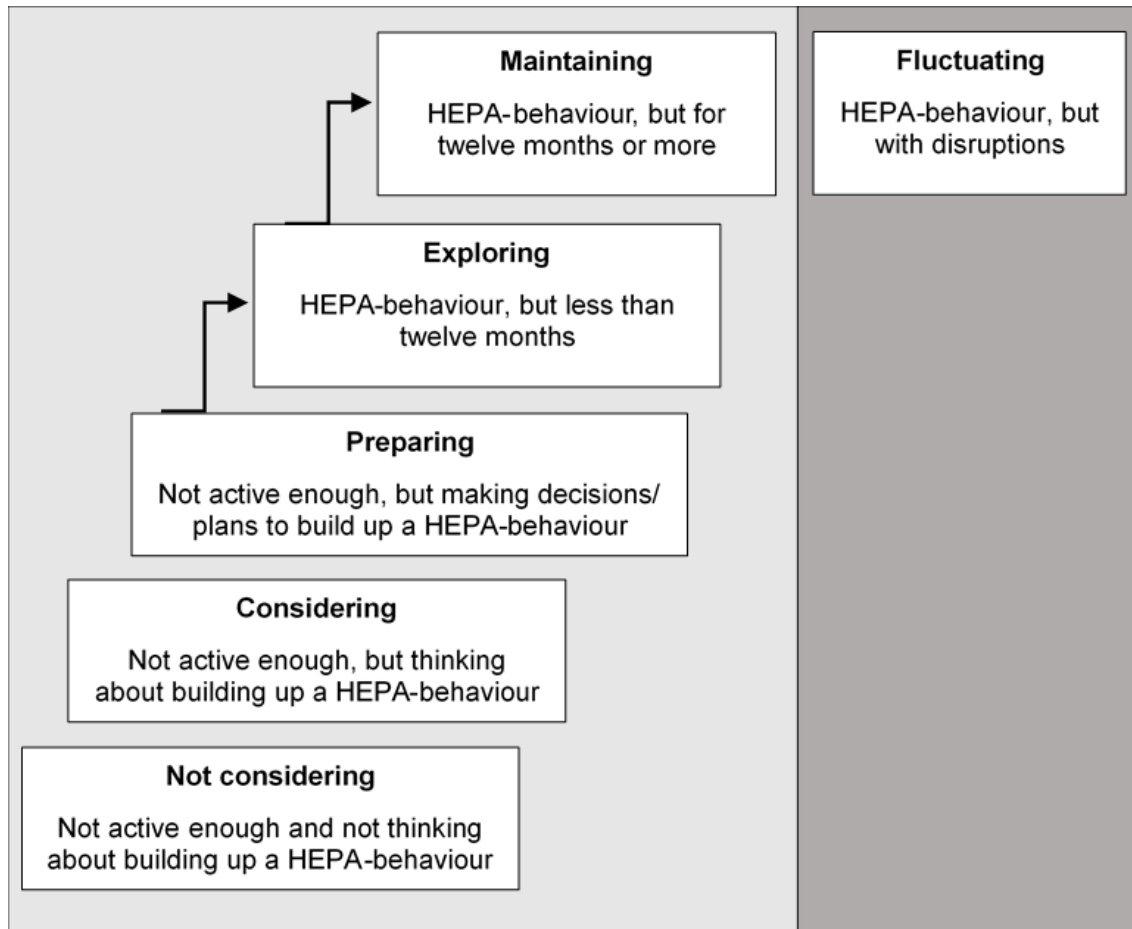 Maintaining
HEPA-behaviour, but for
twelve months or more
Fluctuating
HEPA-behaviour, but
with disruptions
Exploring
HEPA-behaviour, but less than
twelve months
Preparing
Not active enough, but making decisions/
plans to build up a HEPA-behaviour
Considering
Not active enough, but thinking
about building up a HEPA-behaviour
Not considering
Not active enough and not thinking
about building up a HEPA-behaviour